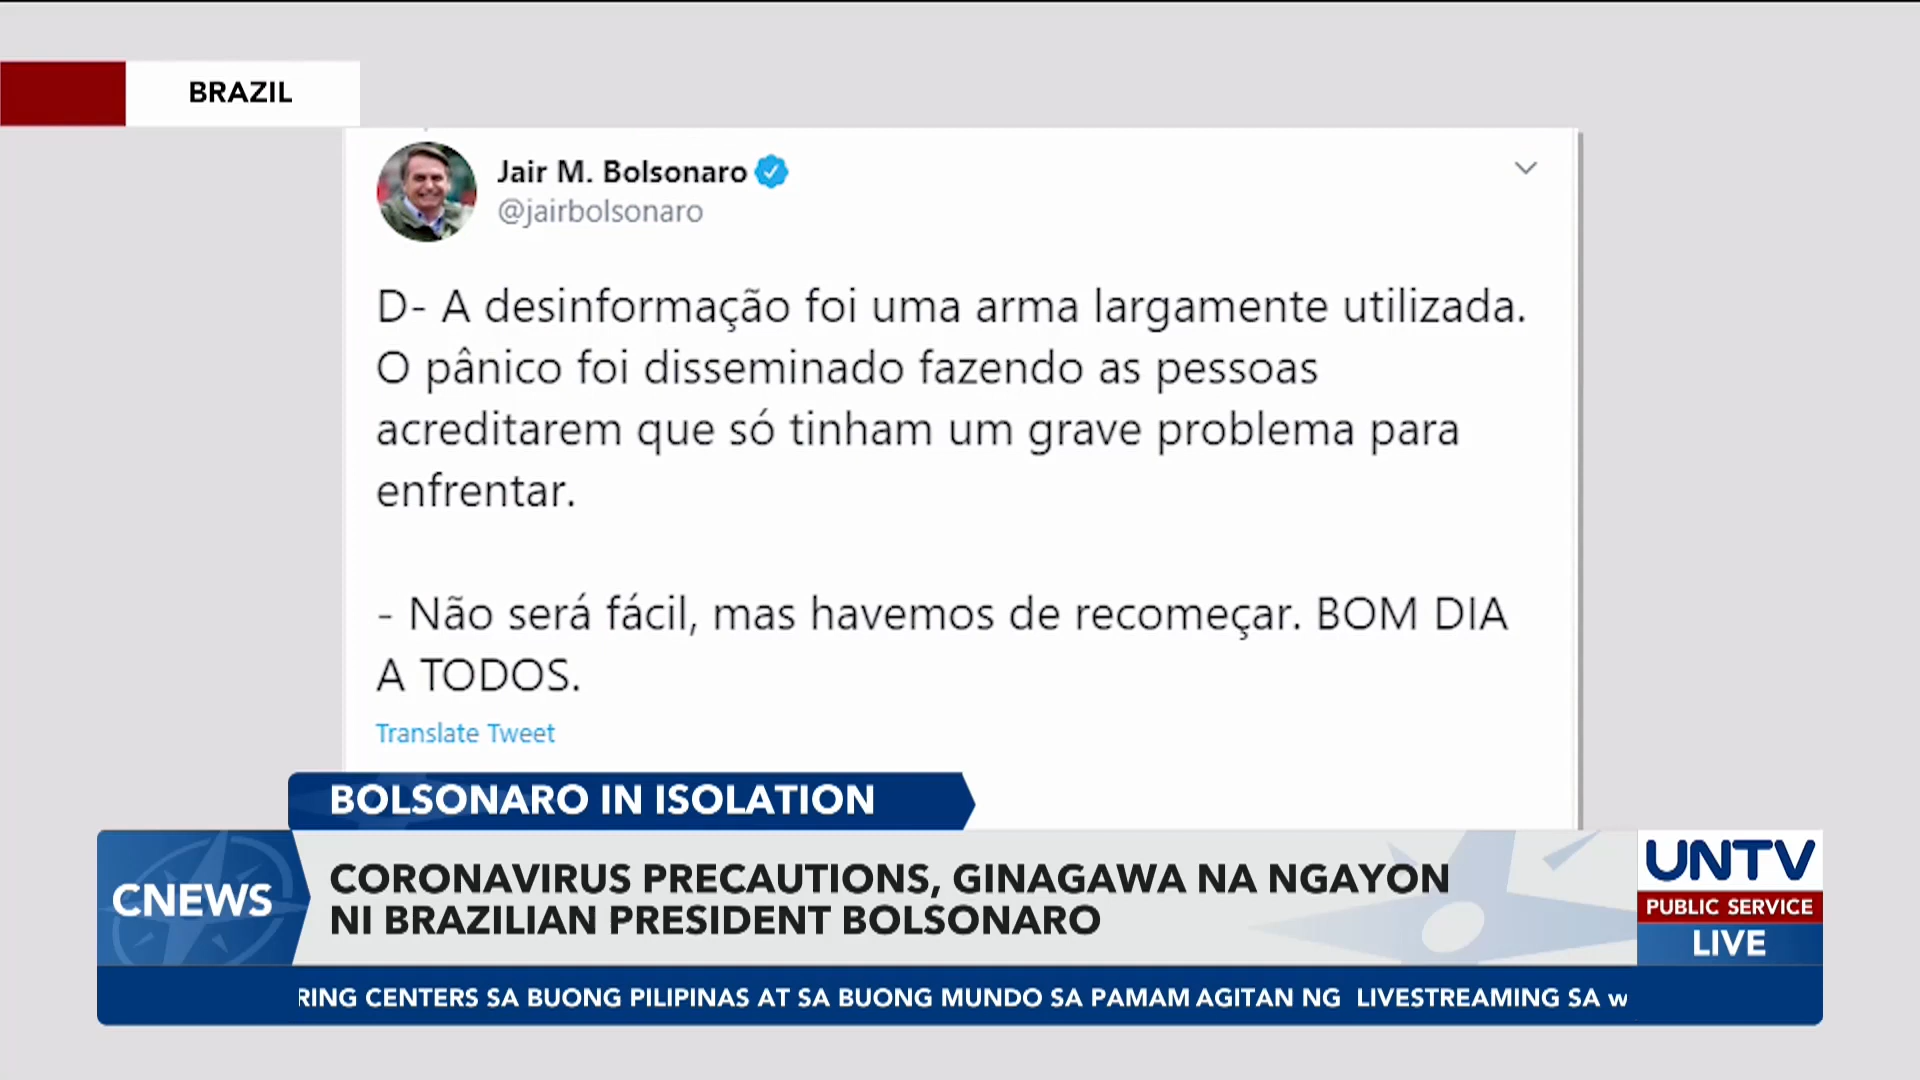 BRAZIL
Jair M. Bolsonaro
@jairbolsonaro
D- A desinformação foi uma arma largamente utilizada.
O pânico foi disseminado fazendo as pessoas
acreditarem que só tinham um grave problema para
enfrentar.
- Não será fácil, mas havemos de recomeçar. BOM DIA
A TODOS.
Translate Tweet
BOLSONARO IN ISOLATION
CNEWS
CORONAVIRUS PRECAUTIONS, GINAGAWA NA NGAYON
NI BRAZILIAN PRESIDENT BOLSONARO
UNTV
PUBLIC SERVICE
LIVE
RING CENTERS SA BUONG PILIPINAS AT SA BUONG MUNDO SA PAMAMAGITAN NG LIVESTREAMING SA w